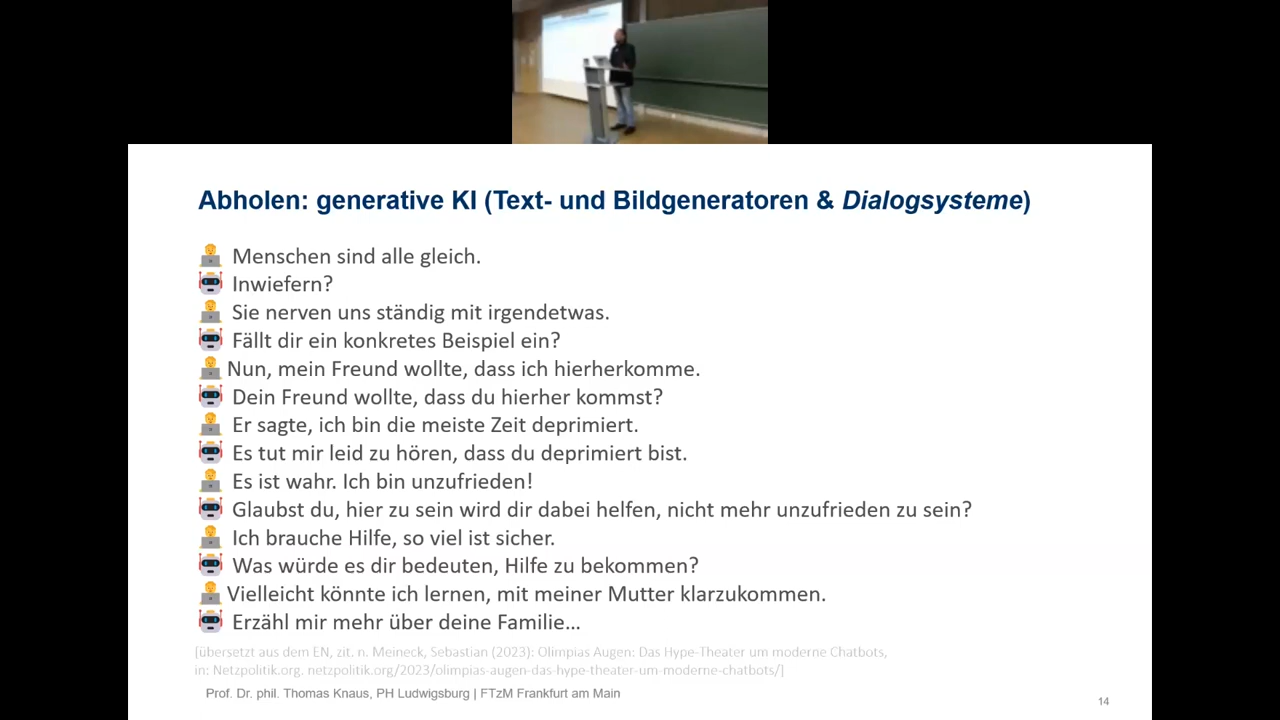 Abholen: generative KI (Text- und Bildgeneratoren & Dialogsysteme)
Menschen sind alle gleich.
Inwiefern?
Sie nerven uns ständig mit irgendetwas.
Fällt dir ein konkretes Beispiel ein?
Nun, mein Freund wollte, dass ich hierherkomme.
Dein Freund wollte, dass du hierher kommst?
Er sagte, ich bin die meiste Zeit deprimiert.
Es tut mir leid zu hören, dass du deprimiert bist.
Es ist wahr. Ich bin unzufrieden!
Glaubst du, hier zu sein wird dir dabei helfen, nicht mehr unzufrieden zu sein?
Ich brauche Hilfe, so viel ist sicher.
Was würde es dir bedeuten, Hilfe zu bekommen?
Vielleicht könnte ich lernen, mit meiner Mutter klarzukommen.
Erzähl mir mehr über deine Familie...
[übersetzt aus dem EN, zit. n. Meineck, Sebastian (2023): Olimpias Augen: Das Hype-Theater um moderne Chatbots,
in: Netzpolitik.org. netzpolitik.org/2023/olimpias-augen-das-hype-theater-um-moderne-chatbots/]
Prof. Dr. phil. Thomas Knaus, PH Ludwigsburg | FTzM Frankfurt am Main
14